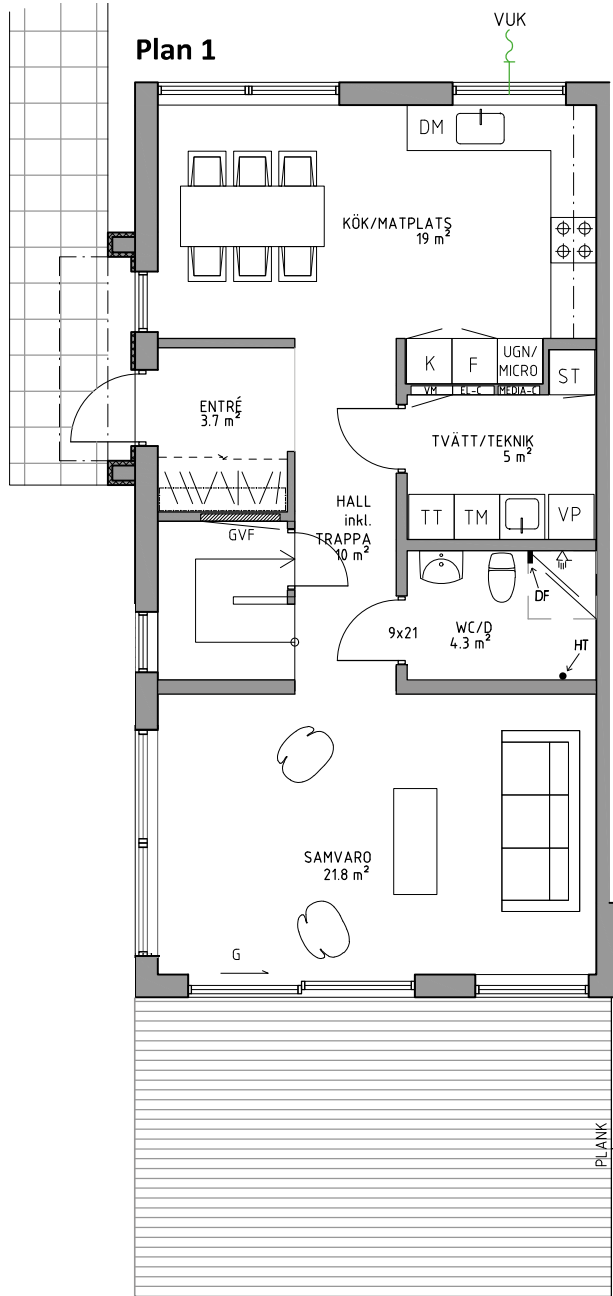 VUK
Plan 1
DM
KÖK/MATPLATS
19 m²
K
F
UGN/
MICRO
ST
VM
EL-C
MEDIA-C
ENTRÉ
3.7 m²
TVÄTT/TEKNIK
5 m²
HALL
inkl.
TRAPPA
10 m²
GVF
TT
TM
VP
DF
9x21
WC/D
4.3 m²
HT
SAMVARO
21.8 m²
G
PLANK